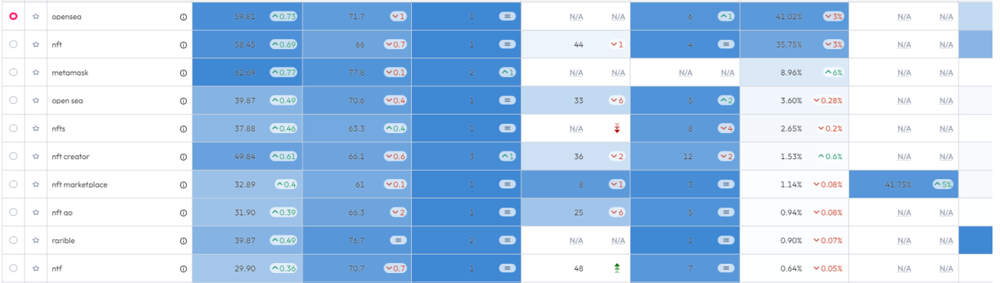 opensea 59.81 0.73 71.7 1 1 = N/A N/A 6 1 41.02% 3% N/A N/A
nft 58.45 0.69 66 0.7 1 = 44 1 4 = 35.75% 3% N/A N/A
metamask 62.69 0.77 77.8 0.1 2 1 N/A N/A N/A N/A 8.96% 6% N/A N/A
open sea 39.87 0.49 70.6 0.4 1 = 33 6 5 2 3.60% 0.28% N/A N/A
nfts 37.88 0.46 63.3 0.4 1 = N/A 8 4 2.65% 0.2% N/A N/A
nft creator 49.84 0.61 66.1 0.6 3 1 36 2 12 2 1.53% 0.6% N/A N/A
nft marketplace 32.89 0.4 61 0.1 1 = 8 1 3 = 1.14% 0.08% 41.75% 5%
nft go 31.90 0.39 66.3 2 1 = 25 6 5 = 0.94% 0.08% N/A N/A
rarible 39.87 0.49 76.7 = 2 = N/A N/A 1 = 0.90% 0.07% N/A N/A
ntf 29.90 0.36 70.7 0.7 1 = 48 7 = 0.64% 0.05% N/A N/A